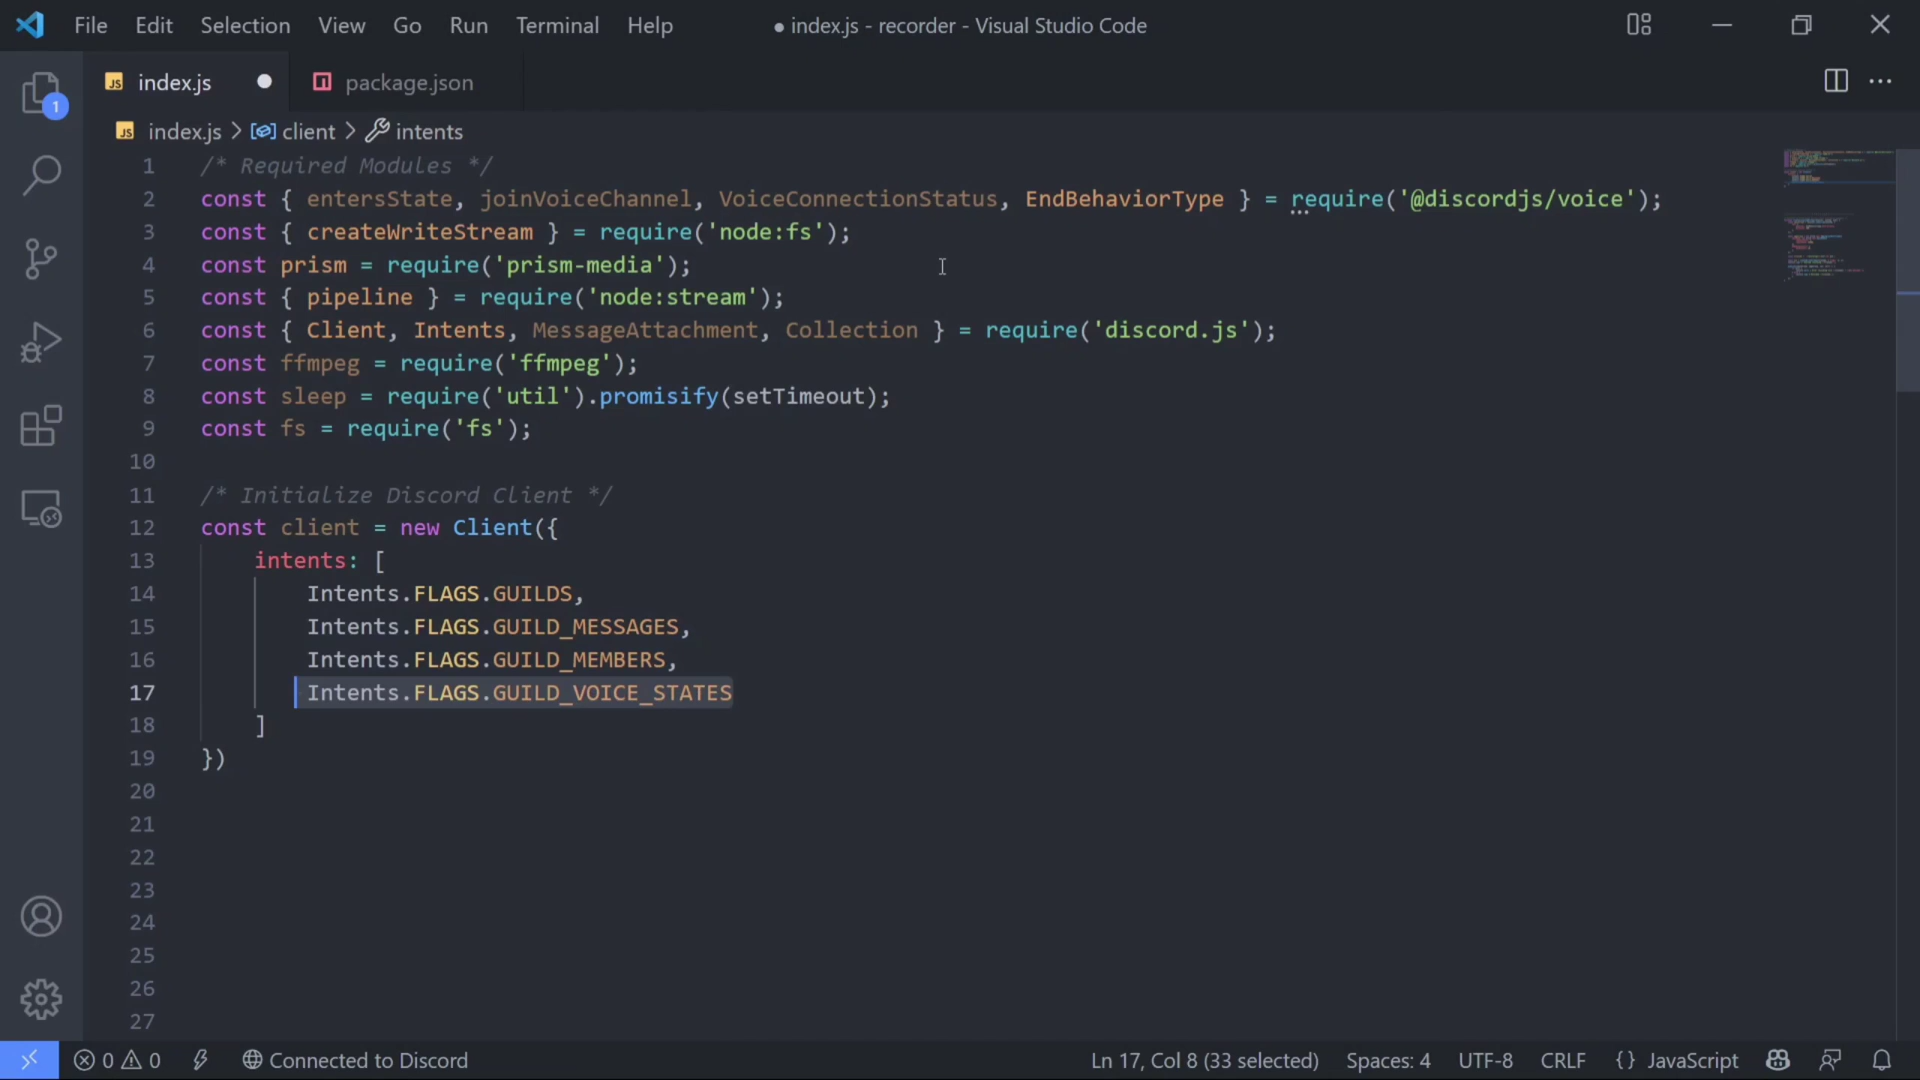 File Edit Selection View Go Run Terminal Help ● index.js - recorder - Visual Studio Code
JS index.js ● package.json
1
JS index.js > client > intents
1 /* Required Modules */
2 const { entersState, joinVoiceChannel, VoiceConnectionStatus, EndBehaviorType } = require('@discordjs/voice');
3 const { createWriteStream } = require('node:fs');
4 const prism = require('prism-media');
5 const { pipeline } = require('node:stream');
6 const { Client, Intents, MessageAttachment, Collection } = require('discord.js');
7 const ffmpeg = require('ffmpeg');
8 const sleep = require('util').promisify(setTimeout);
9 const fs = require('fs');
10
11 /* Initialize Discord Client */
12 const client = new Client({
13 intents: [
14 Intents.FLAGS.GUILDS,
15 Intents.FLAGS.GUILD_MESSAGES,
16 Intents.FLAGS.GUILD_MEMBERS,
17 Intents.FLAGS.GUILD_VOICE_STATES
18 ]
19 })
20
21
22
23
24
25
26
27
0 0 Connected to Discord Ln 17, Col 8 (33 selected) Spaces: 4 UTF-8 CRLF {} JavaScript